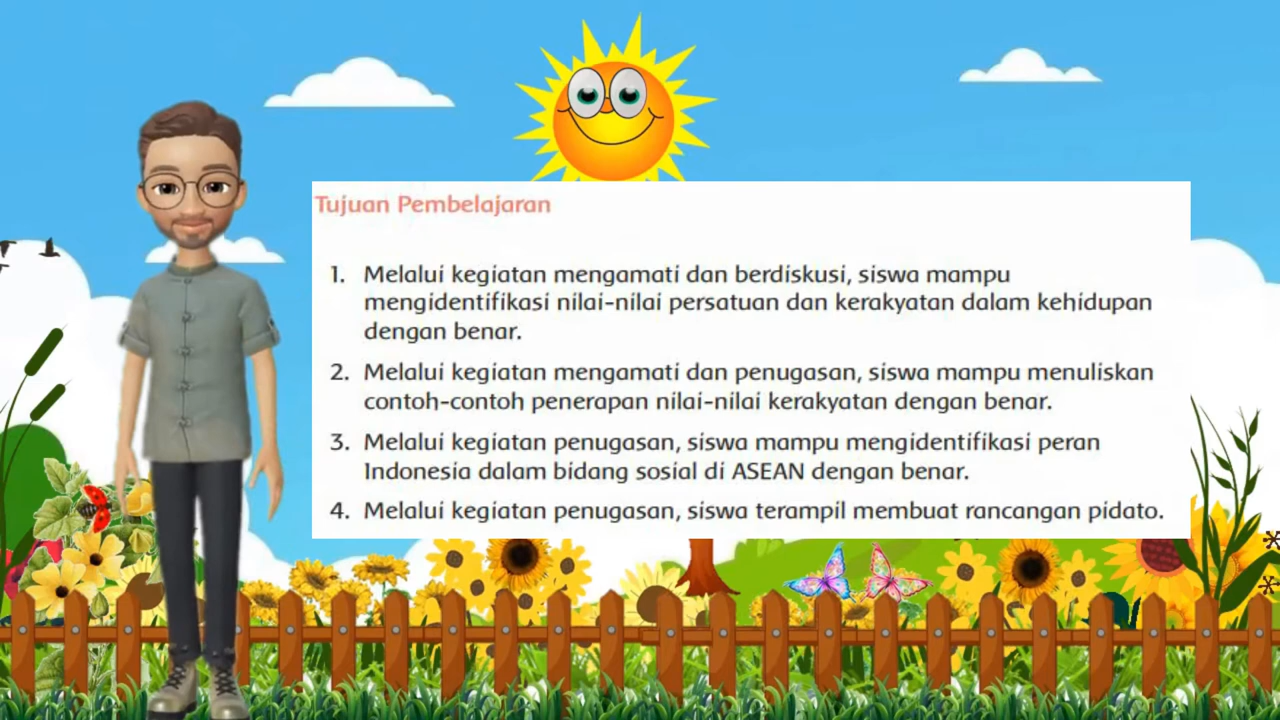 Tujuan Pembelajaran
1. Melalui kegiatan mengamati dan berdiskusi, siswa mampu
mengidentifikasi nilai-nilai persatuan dan kerakyatan dalam kehidupan
dengan benar.
2. Melalui kegiatan mengamati dan penugasan, siswa mampu menuliskan
contoh-contoh penerapan nilai-nilai kerakyatan dengan benar.
3. Melalui kegiatan penugasan, siswa mampu mengidentifikasi peran
Indonesia dalam bidang sosial di ASEAN dengan benar.
4. Melalui kegiatan penugasan, siswa terampil membuat rancangan pidato.